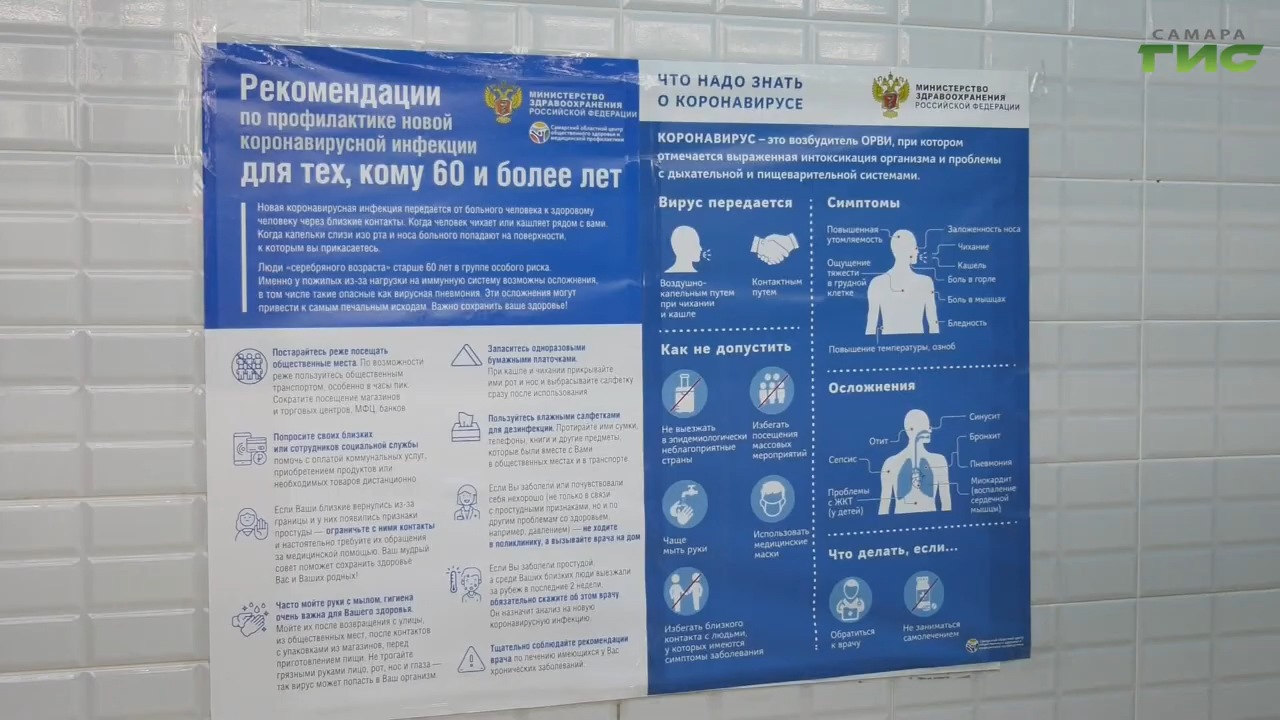 САМАРА
ГИС
Рекомендации
по профилактике новой
коронавирусной инфекции
для тех, кому 60 и более лет
МИНИСТЕРСТВО
ЗДРАВООХРАНЕНИЯ
РОССИЙСКОЙ ФЕДЕРАЦИИ
Самарский областной центр
общественного здоровья и
медицинской профилактики
Новая коронавирусная инфекция передается от больного человека к здоровому
человеку через близкие контакты. Когда человек чихает или кашляет рядом с вами.
Когда капельки слизи изо рта и носа больного попадают на поверхности,
к которым вы прикасаетесь.
Люди «серебряного возраста» старше 60 лет в группе особого риска.
Именно у пожилых из-за нагрузки на иммунную систему возможны осложнения,
в том числе такие опасные как вирусная пневмония. Эти осложнения могут
привести к самым печальным исходам. Важно сохранить ваше здоровье!
Постарайтесь реже посещать
общественные места. По возможности
реже пользуйтесь общественным
транспортом, особенно в часы пик.
Сократите посещение магазинов
и торговых центров, МФЦ, банков
Попросите своих близких
или сотрудников социальной службы
помочь с оплатой коммунальных услуг,
приобретением продуктов или
необходимых товаров дистанционно.
Если Ваши близкие вернулись из-за
границы и у них появились признаки
простуды — ограничьте с ними контакты
и настоятельно требуйте их обращения
за медицинской помощью. Ваш мудрый
совет поможет сохранить здоровье
Вас и Ваших родных!
Часто мойте руки с мылом, гигиена
очень важна для Вашего здоровья.
Мойте их после возвращения с улицы,
из общественных мест, после контактов
с упаковками из магазинов, перед
приготовлением пищи. Не трогайте
грязными руками лицо, рот, нос и глаза —
так вирус может попасть в Ваш организм.
Запаситесь одноразовыми
бумажными платочками.
При кашле и чихании прикрывайте
ими рот и нос и выбрасывайте салфетку
сразу после использования
Пользуйтесь влажными салфетками
для дезинфекции. Протирайте ими сумки,
телефоны, книги и другие предметы,
которые были вместе с Вами
в общественных местах и в транспорте
Если Вы заболели или почувствовали
себя нехорошо (не только в связи
с простудными признаками, но и по
другим проблемам со здоровьем,
например, давлением) — не ходите
в поликлинику, а вызывайте врача на дом
Если Вы заболели простудой,
а среди Ваших близких люди выезжали
за рубеж в последние 2 недели,
обязательно скажите об этом врачу.
Он назначит анализ на новую
коронавирусную инфекцию.
Тщательно соблюдайте рекомендации
врача по лечению имеющихся у Вас
хронических заболеваний.
ЧТО НАДО ЗНАТЬ
О КОРОНАВИРУСЕ
МИНИСТЕРСТВО
ЗДРАВООХРАНЕНИЯ
РОССИЙСКОЙ ФЕДЕРАЦИИ
КОРОНАВИРУС – это возбудитель ОРВИ, при котором
отмечается выраженная интоксикация организма и проблемы
с дыхательной и пищеварительной системами.
Вирус передается
Воздушно-
капельным путем
при чихании
и кашле
Контактным
путем
Как не допустить
Не выезжать
в эпидемиологически
неблагоприятные
страны
Избегать
посещения
массовых
мероприятий
Чаще
мыть руки
Использовать
медицинские
маски
Избегать близкого
контакта с людьми,
у которых имеются
симптомы заболевания
Симптомы
Повышенная
утомляемость
Ощущение
тяжести
в грудной
клетке
Заложенность носа
Чихание
Кашель
Боль в горле
Боль в мышцах
Бледность
Повышение температуры, озноб
Осложнения
Отит
Сепсис
Проблемы
с ЖКТ
(у детей)
Синусит
Бронхит
Пневмония
Миокардит
(воспаление
сердечной
мышцы)
Что делать, если...
Обратиться
к врачу
Не заниматься
самолечением